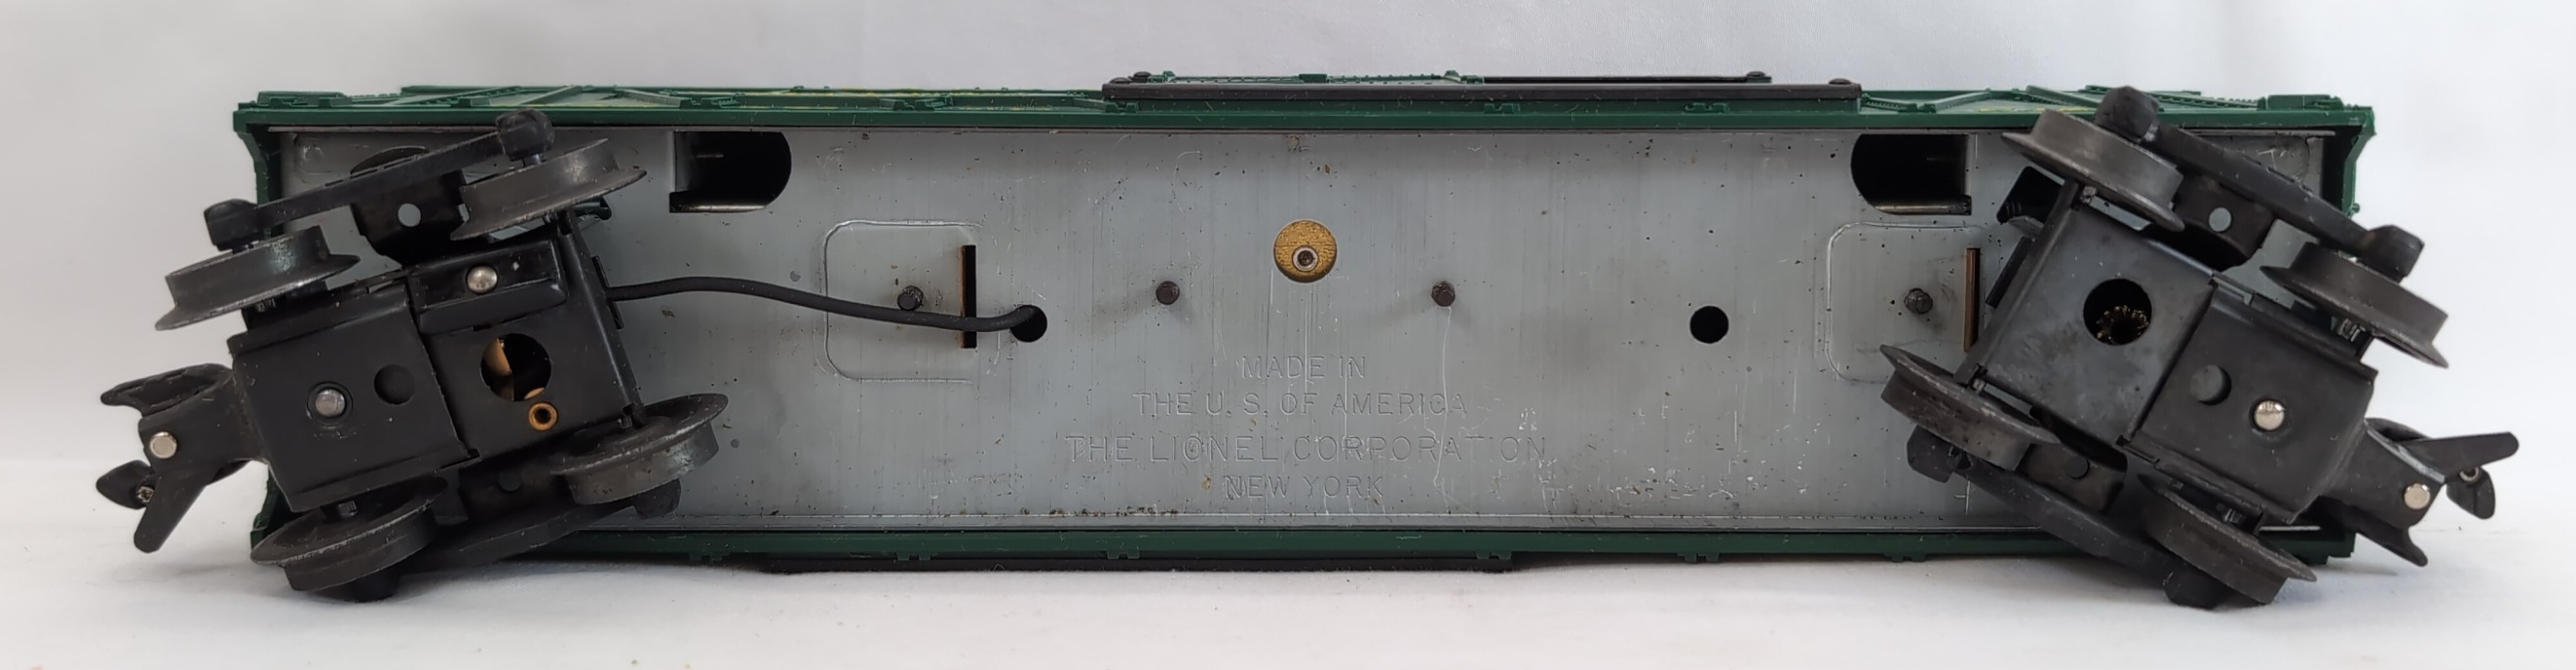 MADE IN
THE U. S. OF AMERICA
THE LIONEL CORPORATION
NEW YORK